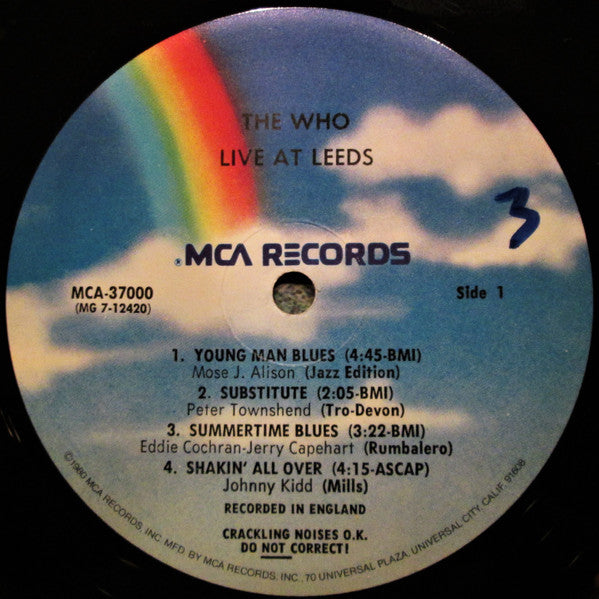 THE WHO
LIVE AT LEEDS
3
®MCA RECORDS
MCA-37000
(MG 7-12420)
Side 1
1. YOUNG MAN BLUES (4:45-BMI)
Mose J. Alison (Jazz Edition)
2. SUBSTITUTE (2:05-BMI)
Peter Townshend (Tro-Devon)
3. SUMMERTIME BLUES (3:22-BMI)
Eddie Cochran-Jerry Capehart (Rumbalero)
4. SHAKIN' ALL OVER (4:15-ASCAP)
Johnny Kidd (Mills)
RECORDED IN ENGLAND
CRACKLING NOISES O.K.
DO NOT CORRECT!
©1980 MCA RECORDS, INC. MFD. BY MCA RECORDS, INC., 70 UNIVERSAL PLAZA, UNIVERSAL CITY, CALIF. 91608